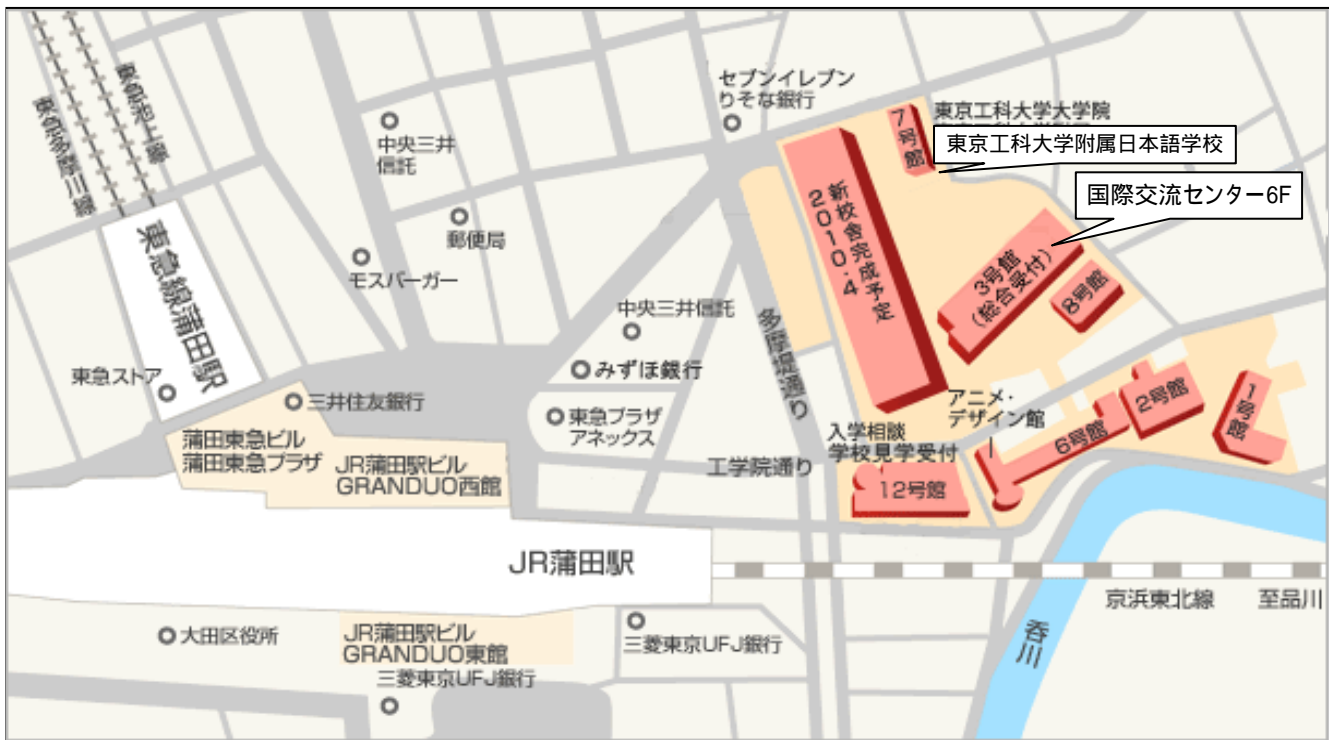 東急池上線
東急多摩川線
東急線蒲田駅
東急ストア
中央三井
信託
郵便局
モスバーガー
セブンイレブン
りそな銀行
7号館
東京工科大学大学院
東京工科大学附属日本語学校
国際交流センター6F
新校舎完成予定
2010.4
3号館
(総合受付)
8号館
中央三井信託
みずほ銀行
多摩堤通り
三井住友銀行
東急プラザ
アネックス
アニメ・
デザイン館
2号館
1号館
6号館
入学相談
学校見学受付
12号館
工学院通り
蒲田東急ビル
蒲田東急プラザ
JR蒲田駅ビル
GRANDUO西館
JR蒲田駅
京浜東北線
至品川
呑川
大田区役所
JR蒲田駅ビル
GRANDUO東館
三菱東京UFJ銀行
三菱東京UFJ銀行